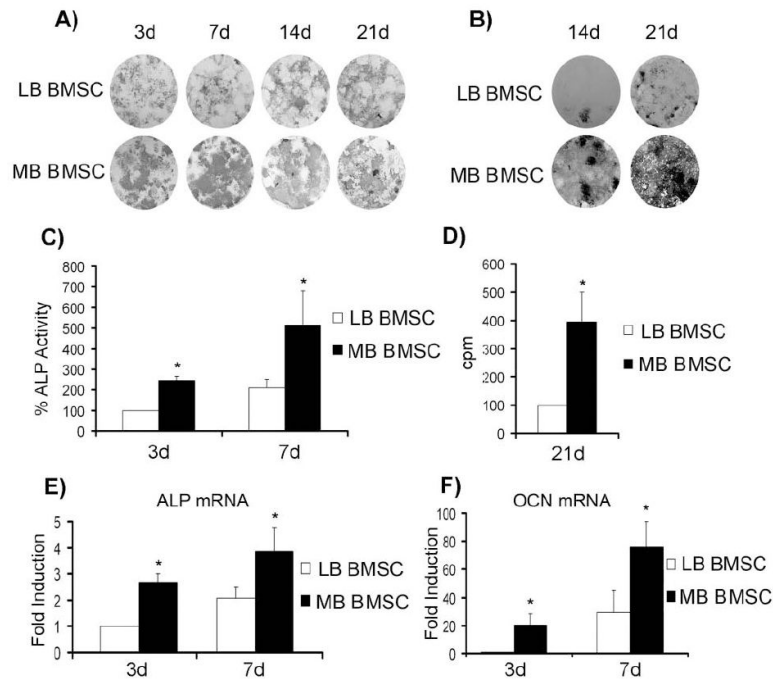 A)
3d 7d 14d 21d
LB BMSC
MB BMSC
B)
14d 21d
LB BMSC
MB BMSC
C)
800
700
600
500
400
300
200
100
0
% ALP Activity
* *
3d 7d
LB BMSC
MB BMSC
D)
600
500
400
300
200
100
0
cpm
*
21d
LB BMSC
MB BMSC
E)
ALP mRNA
5
4
3
2
1
0
Fold Induction
* *
3d 7d
LB BMSC
MB BMSC
F)
OCN mRNA
100
80
60
40
20
0
Fold Induction
* *
3d 7d
LB BMSC
MB BMSC